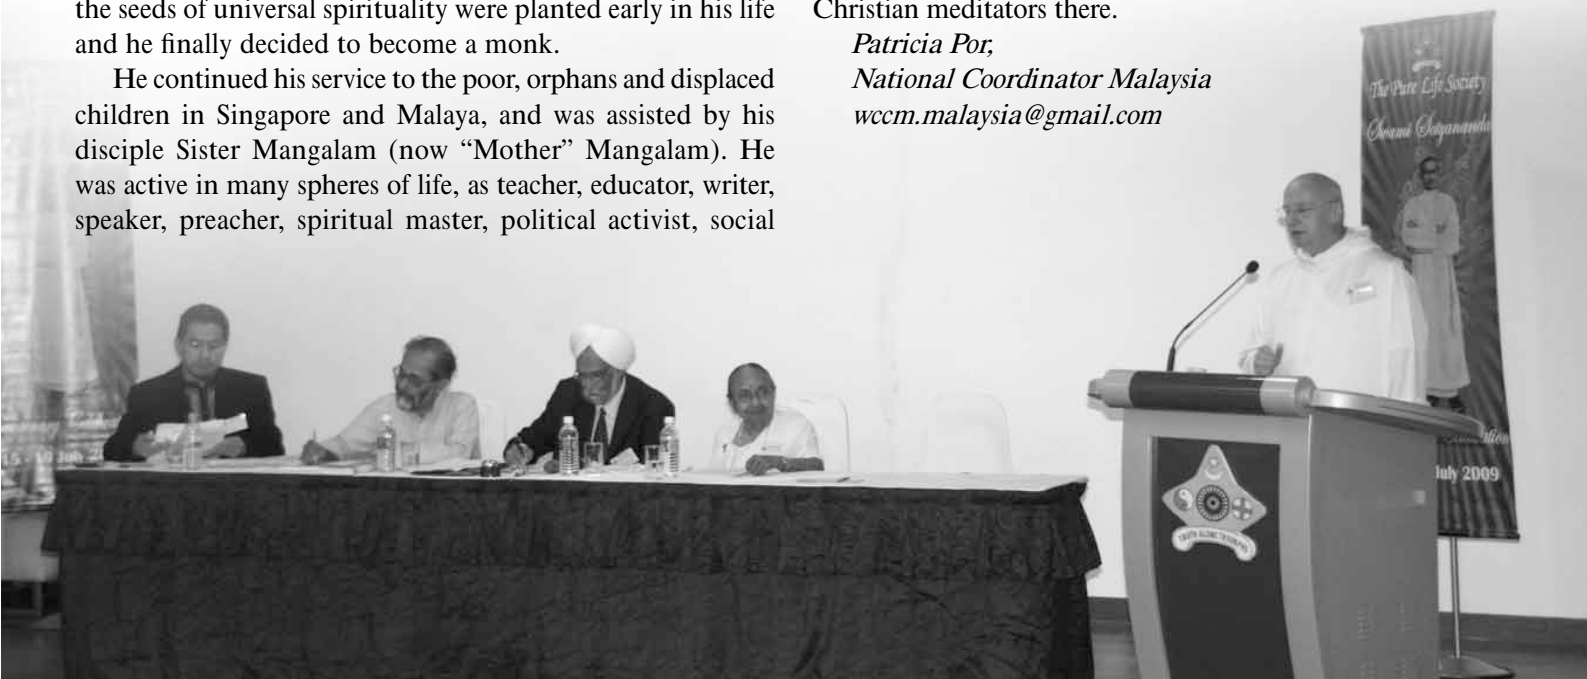 the seeds of universal spirituality were planted early in his life
and he finally decided to become a monk.
He continued his service to the poor, orphans and displaced
children in Singapore and Malaya, and was assisted by his
disciple Sister Mangalam (now “Mother” Mangalam). He
was active in many spheres of life, as teacher, educator, writer,
speaker, preacher, spiritual master, political activist, social
Christian meditators there.
Patricia Por,
National Coordinator Malaysia
wccm.malaysia@gmail.com
The Pure Life Society
Swami Satyananda
July 2009
TRUTH ALONE TRIUMPHS